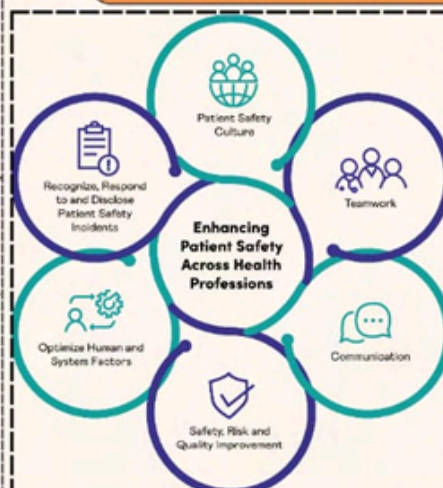 Patient Safety
Culture
Recognize, Respond
to and Disclose
Patient Safety
Incidents
Teamwork
Enhancing
Patient Safety
Across Health
Professions
Optimize Human and
System Factors
Communication
Safety, Risk and
Quality Improvement